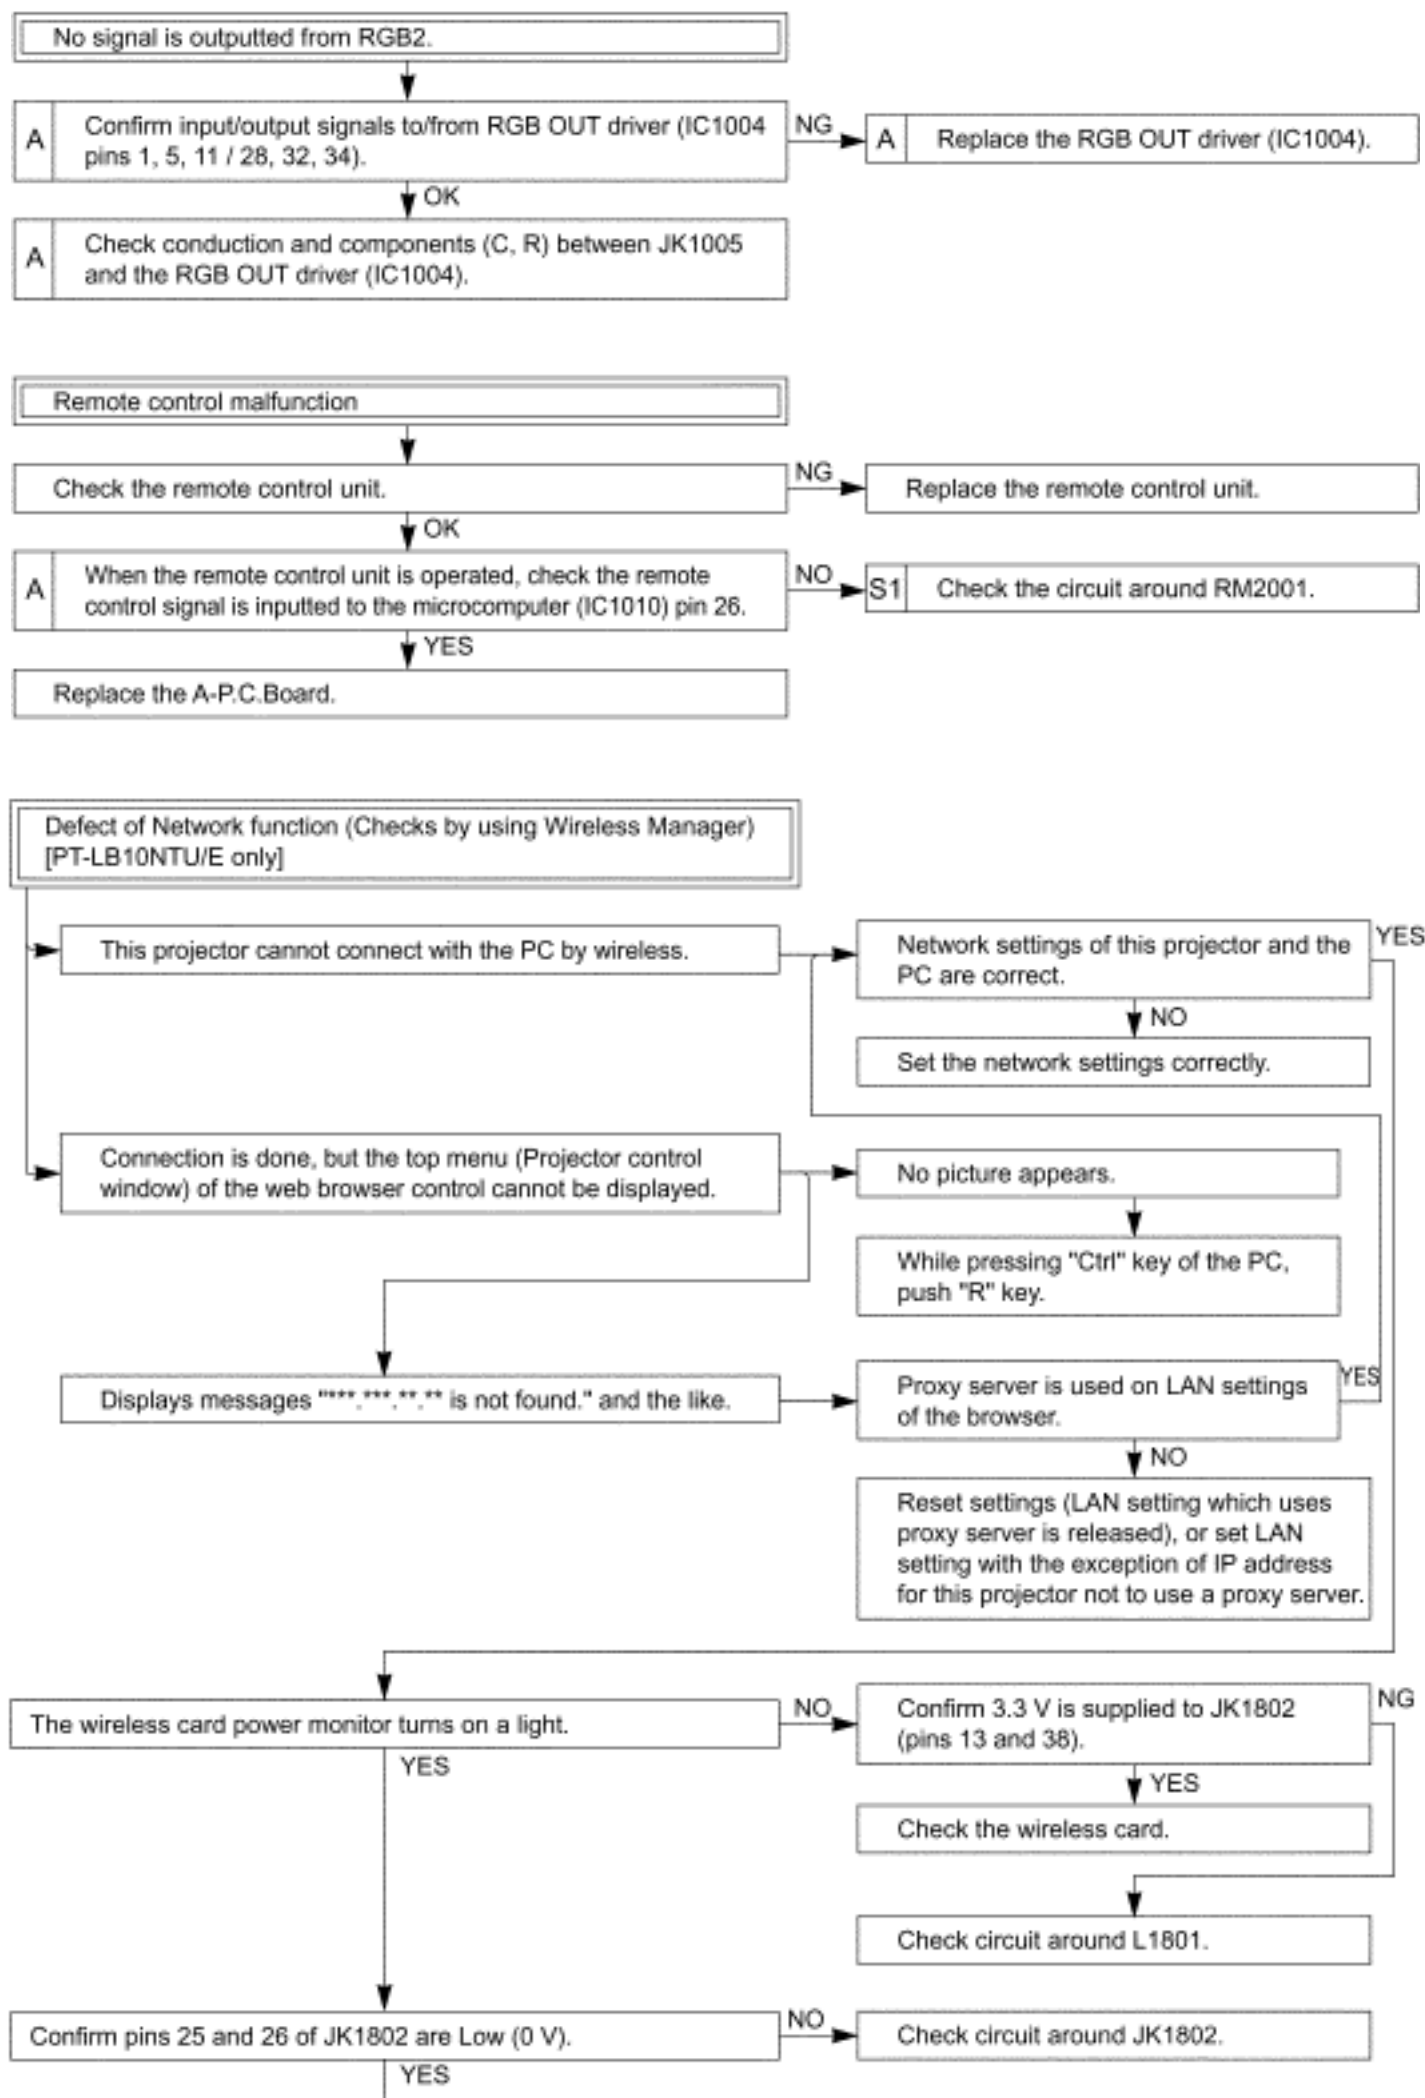 No signal is outputted from RGB2.
A
Confirm input/output signals to/from RGB OUT driver (IC1004
pins 1, 5, 11 / 28, 32, 34).
NG
A
Replace the RGB OUT driver (IC1004).
OK
A
Check conduction and components (C, R) between JK1005
and the RGB OUT driver (IC1004).
Remote control malfunction
Check the remote control unit.
NG
Replace the remote control unit.
OK
A
When the remote control unit is operated, check the remote
control signal is inputted to the microcomputer (IC1010) pin 26.
NO
S1
Check the circuit around RM2001.
YES
Replace the A-P.C.Board.
Defect of Network function (Checks by using Wireless Manager)
[PT-LB10NTU/E only]
This projector cannot connect with the PC by wireless.
Network settings of this projector and the
PC are correct.
YES
NO
Set the network settings correctly.
Connection is done, but the top menu (Projector control
window) of the web browser control cannot be displayed.
No picture appears.
While pressing "Ctrl" key of the PC,
push "R" key.
Displays messages "***.***.**.** is not found." and the like.
Proxy server is used on LAN settings
of the browser.
YES
NO
Reset settings (LAN setting which uses
proxy server is released), or set LAN
setting with the exception of IP address
for this projector not to use a proxy server.
The wireless card power monitor turns on a light.
NO
Confirm 3.3 V is supplied to JK1802
(pins 13 and 38).
NG
YES
YES
Check the wireless card.
Check circuit around L1801.
Confirm pins 25 and 26 of JK1802 are Low (0 V).
NO
Check circuit around JK1802.
YES